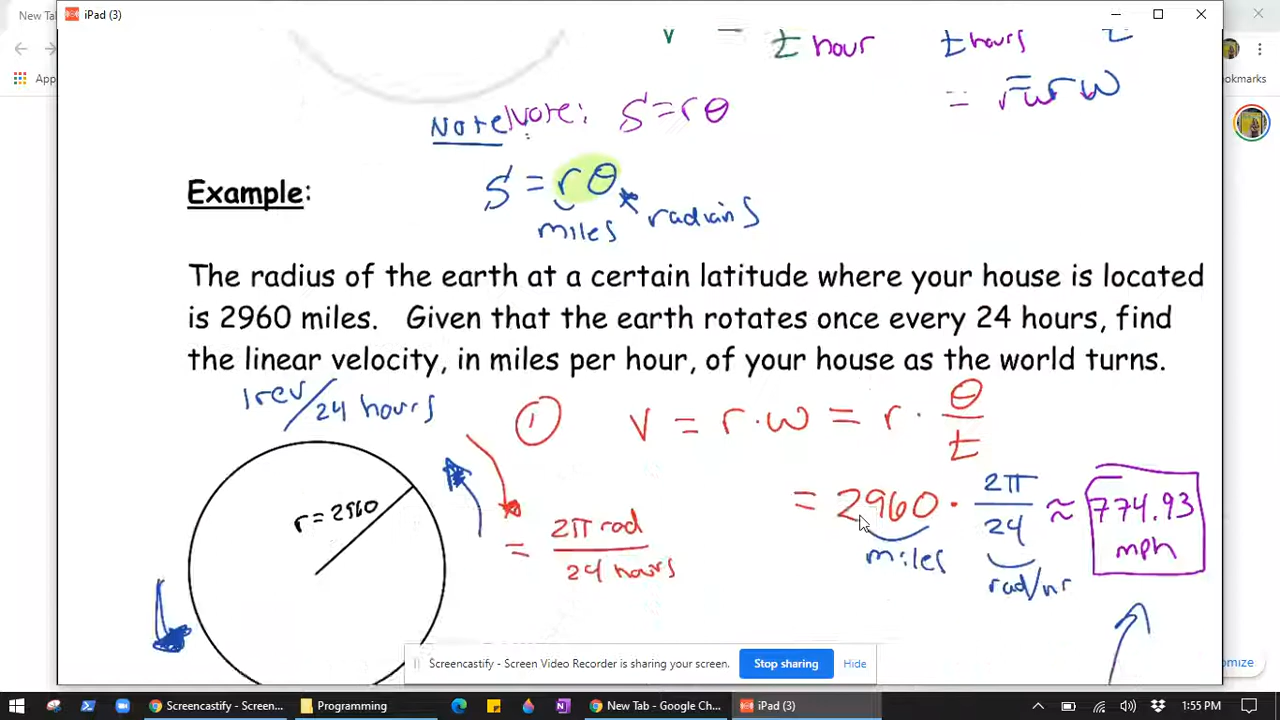 New Tab
iPad (3)
App
ookmarks
v
t hour
t hours
t
= rw rw
Note Note: S = rθ
Example:
S = rθ
miles
radians
The radius of the earth at a certain latitude where your house is located
is 2960 miles. Given that the earth rotates once every 24 hours, find
the linear velocity, in miles per hour, of your house as the world turns.
1 rev/24 hours
① v = r · w = r · θ/t
r = 2960
= 2π rad
24 hours
= 2960 · 2π/24 ≈ 774.93
mph
miles
rad/hr
Screencastify - Screen Video Recorder is sharing your screen.
Stop sharing
Hide
omize
Screencastify - Screen...
Programming
New Tab - Google Ch...
iPad (3)
1:55 PM